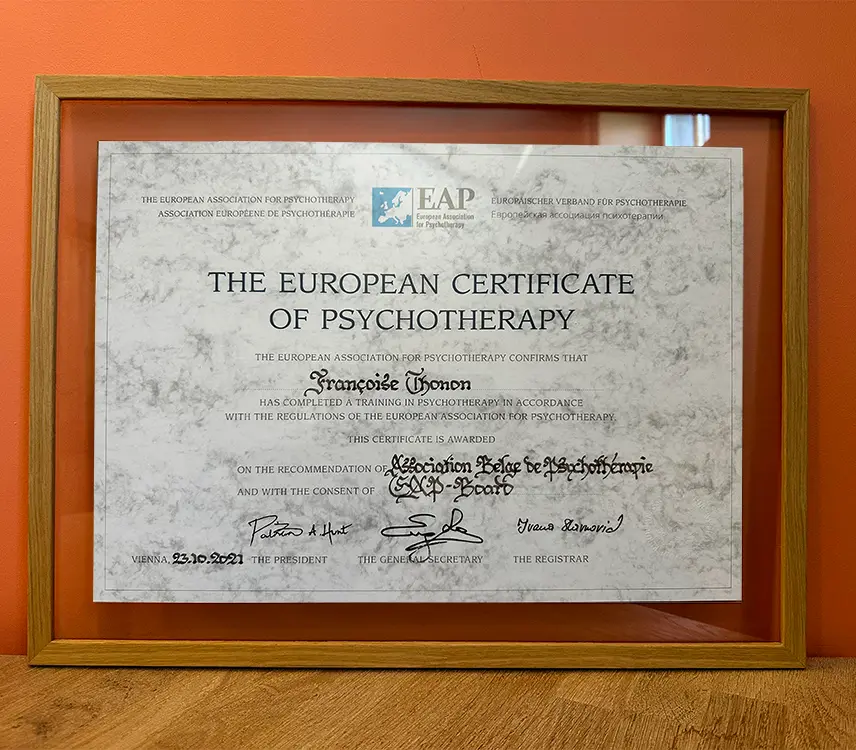 THE EUROPEAN ASSOCIATION FOR PSYCHOTHERAPY
ASSOCIATION EUROPÉENE DE PSYCHOTHÉRAPIE
EAP
European Association
for Psychotherapy
EUROPÄISCHER VERBAND FÜR PSYCHOTHERAPIE
Европейская ассоциация психотерапии
THE EUROPEAN CERTIFICATE
OF PSYCHOTHERAPY
THE EUROPEAN ASSOCIATION FOR PSYCHOTHERAPY CONFIRMS THAT
Françoise Thonon
HAS COMPLETED A TRAINING IN PSYCHOTHERAPY IN ACCORDANCE
WITH THE REGULATIONS OF THE EUROPEAN ASSOCIATION FOR PSYCHOTHERAPY.
THIS CERTIFICATE IS AWARDED
ON THE RECOMMENDATION OF Association Belge de Psychothérapie
AND WITH THE CONSENT OF EAP-Board
A Hunt
VIENNA, 23.10.2021 THE PRESIDENT THE GENERAL SECRETARY THE REGISTRAR